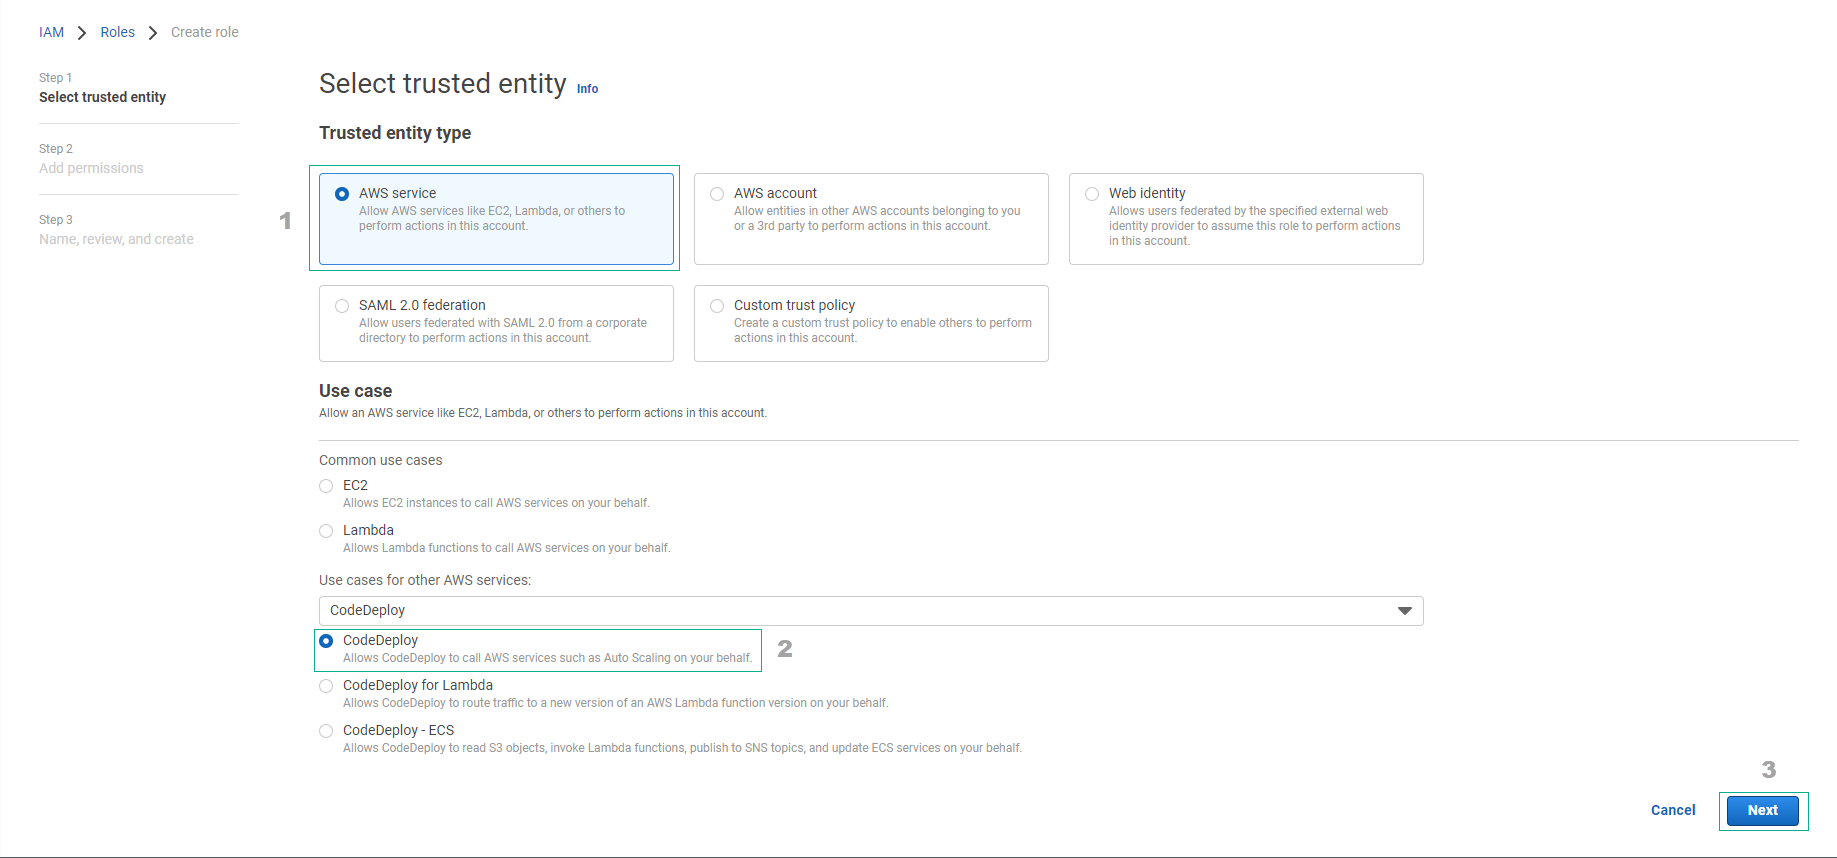 IAM Roles Create role
Step 1
Select trusted entity
Step 2
Add permissions
Step 3
Name, review, and create
Select trusted entity Info
Trusted entity type
1
AWS service
Allow AWS services like EC2, Lambda, or others to
perform actions in this account.
AWS account
Allow entities in other AWS accounts belonging to you
or a 3rd party to perform actions in this account.
Web identity
Allows users federated by the specified external web
identity provider to assume this role to perform actions
in this account.
SAML 2.0 federation
Allow users federated with SAML 2.0 from a corporate
directory to perform actions in this account.
Custom trust policy
Create a custom trust policy to enable others to perform
actions in this account.
Use case
Allow an AWS service like EC2, Lambda, or others to perform actions in this account.
Common use cases
EC2
Allows EC2 instances to call AWS services on your behalf.
Lambda
Allows Lambda functions to call AWS services on your behalf.
Use cases for other AWS services:
CodeDeploy
CodeDeploy
Allows CodeDeploy to call AWS services such as Auto Scaling on your behalf.
2
CodeDeploy for Lambda
Allows CodeDeploy to route traffic to a new version of an AWS Lambda function version on your behalf.
CodeDeploy - ECS
Allows CodeDeploy to read S3 objects, invoke Lambda functions, publish to SNS topics, and update ECS services on your behalf.
3
Cancel Next